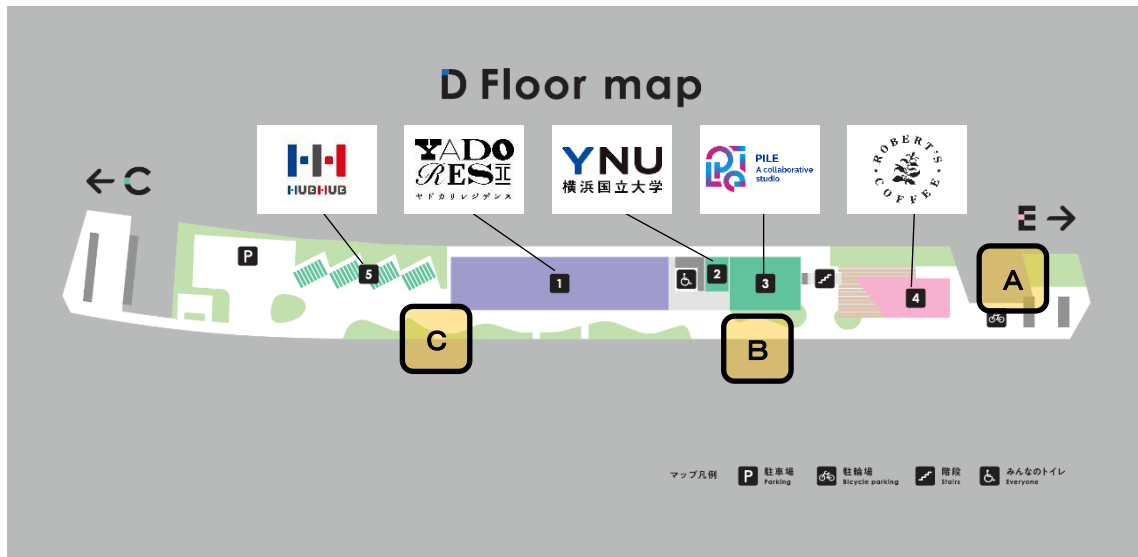 D Floor map
← C
HUBHUB
YADO
RESI
ヤドカリレジデンス
YNU
横浜国立大学
PILE
A collaborative
studio
ROBERT'S
COFFEE
E →
P
5
1
2
3
4
A
B
C
マップ凡例
P
駐車場
Parking
駐輪場
Bicycle parking
階段
Stairs
みんなのトイレ
Everyone